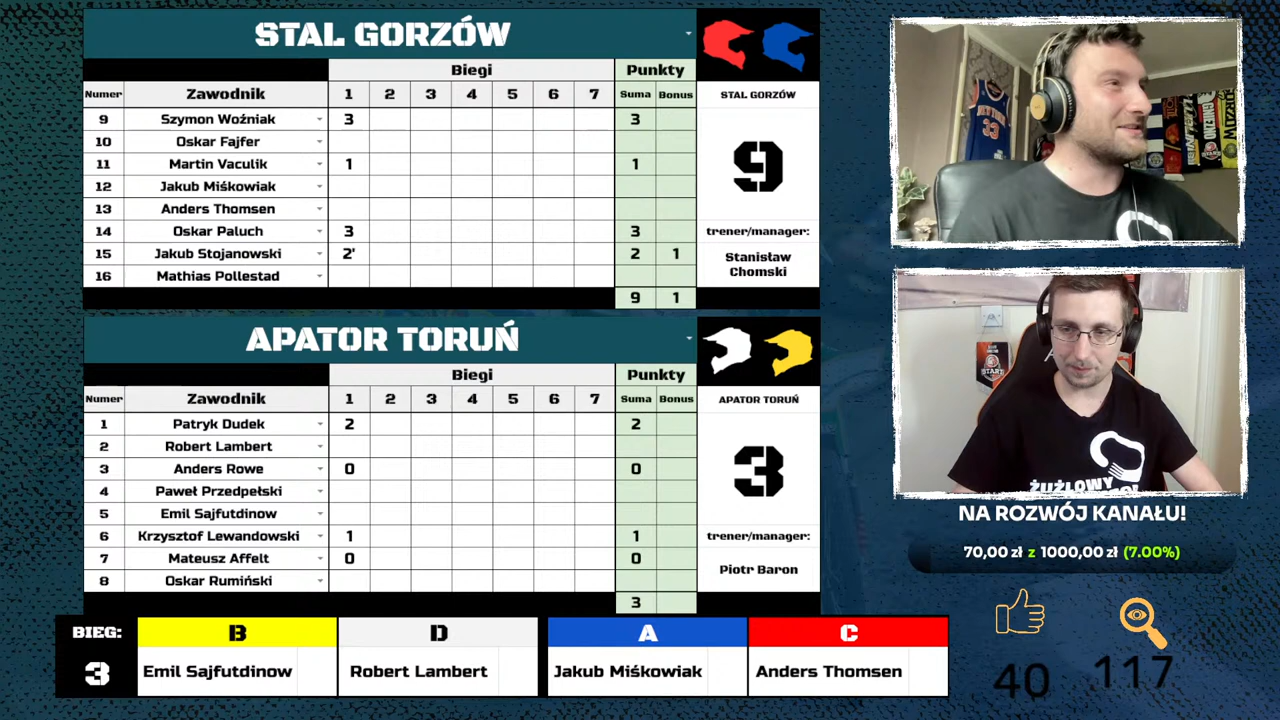 STAL GORZÓW
Biegi Punkty
Numer Zawodnik 1 2 3 4 5 6 7 Suma Bonus
9 Szymon Woźniak 3 3
10 Oskar Fajfer
11 Martin Vaculik 1 1
12 Jakub Miśkowiak
13 Anders Thomsen
14 Oskar Paluch 3 3
15 Jakub Stojanowski 2' 2 1
16 Mathias Pollestad
9 1
STAL GORZÓW
9
trener/manager:
Stanisław
Chomski
APATOR TORUŃ
Biegi Punkty
Numer Zawodnik 1 2 3 4 5 6 7 Suma Bonus
1 Patryk Dudek 2 2
2 Robert Lambert
3 Anders Rowe 0 0
4 Paweł Przedpełski
5 Emil Sajfutdinow
6 Krzysztof Lewandowski 1 1
7 Mateusz Affelt 0 0
8 Oskar Rumiński
3
APATOR TORUŃ
3
trener/manager:
Piotr Baron
BIEG:
3
B D A C
Emil Sajfutdinow Robert Lambert Jakub Miśkowiak Anders Thomsen
NEW YORK
33
GNIEZNO
START
ŻUŻLOWY
NA ROZWÓJ KANAŁU!
70,00 zł z 1000,00 zł (7.00%)
40 117